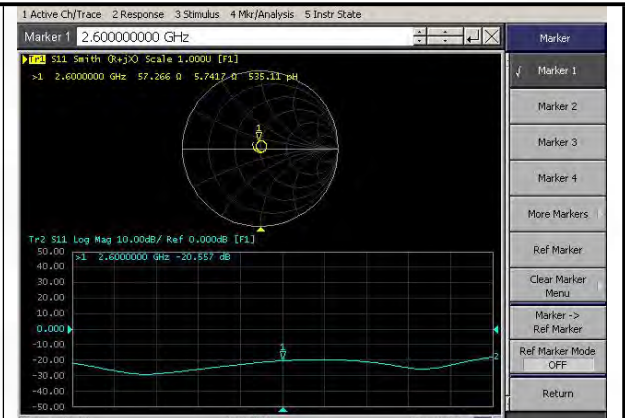 1 Active Ch/Trace 2 Response 3 Stimulus 4 Mkr/Analysis 5 Instr State
Marker 1 2.600000000 GHz
Tr1 S11 Smith (R+jX) Scale 1.000U [F1]
>1 2.6000000 GHz 57.266 Ω 5.7417 Ω 535.11 pH
1
Tr2 S11 Log Mag 10.00dB/ Ref 0.000dB [F1]
50.00
>1 2.6000000 GHz -20.557 dB
40.00
30.00
20.00
10.00
0.000
-10.00
1
-20.00
2
-30.00
-40.00
-50.00
Marker
√ Marker 1
Marker 2
Marker 3
Marker 4
More Markers
Ref Marker
Clear Marker
Menu
Marker ->
Ref Marker
Ref Marker Mode
OFF
Return